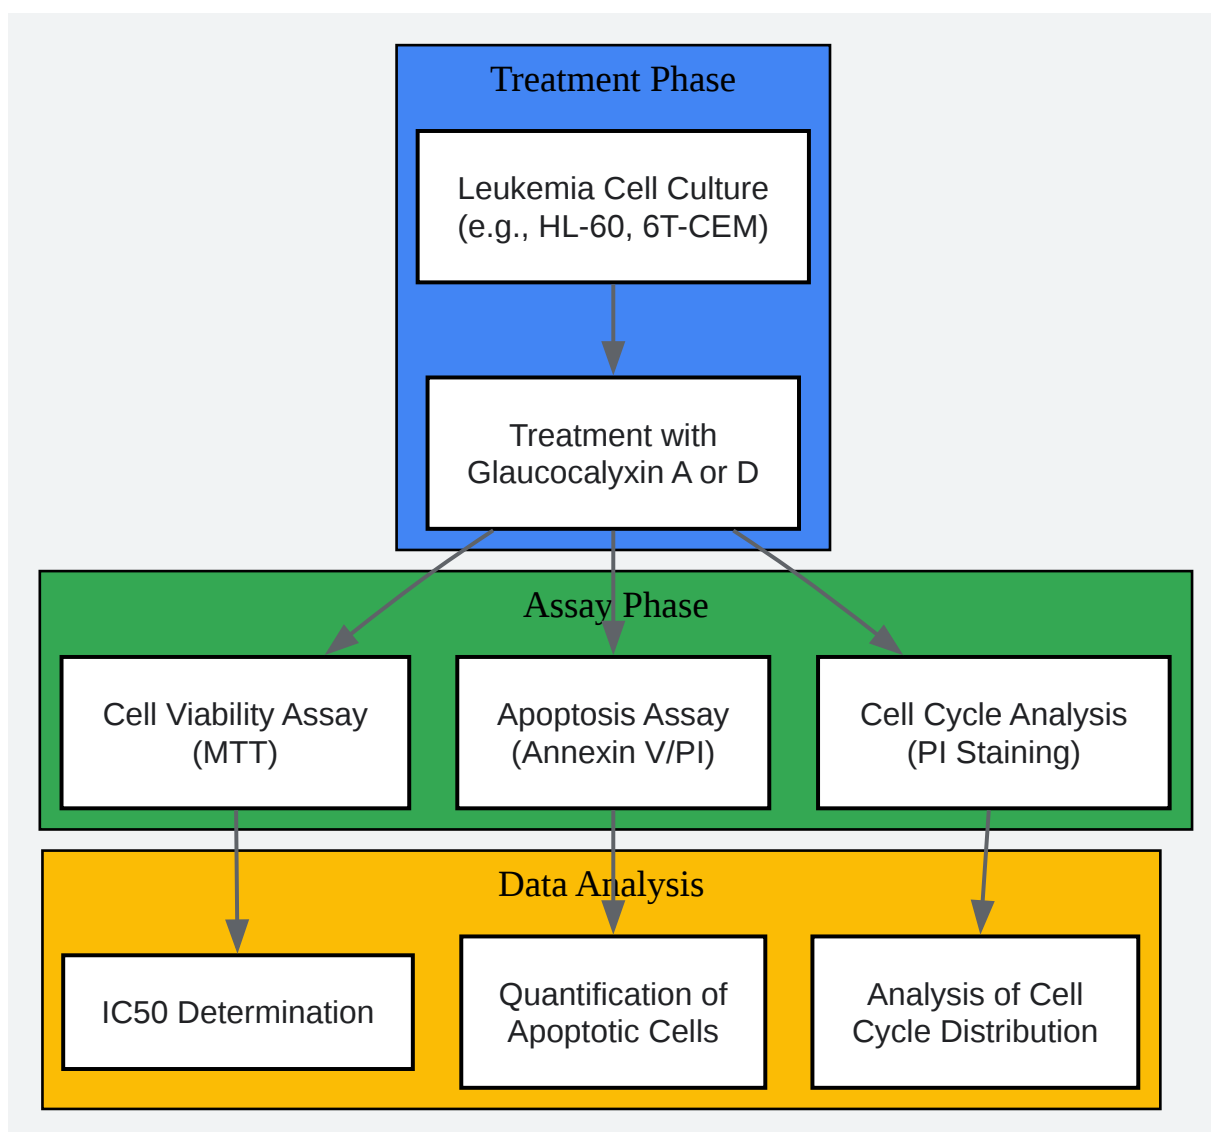 Treatment Phase
Leukemia Cell Culture
(e.g., HL-60, 6T-CEM)
Treatment with
Glaucocalyxin A or D
Assay Phase
Cell Viability Assay
(MTT)
Apoptosis Assay
(Annexin V/PI)
Cell Cycle Analysis
(PI Staining)
Data Analysis
IC50 Determination
Quantification of
Apoptotic Cells
Analysis of Cell
Cycle Distribution